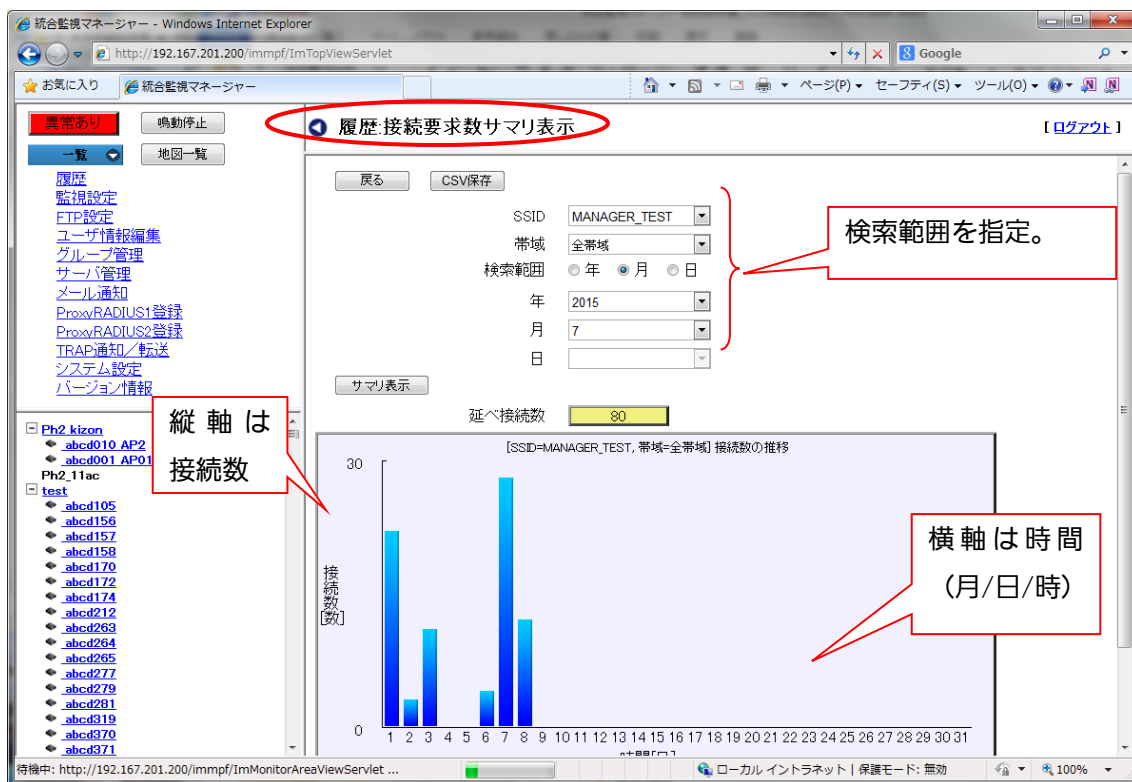 統合監視マネージャー - Windows Internet Explorer
http://192.167.201.200/immpf/ImTopViewServlet
Google
お気に入り
統合監視マネージャー
ページ(P)
セーフティ(S)
ツール(O)
異常あり
鳴動停止
履歴:接続要求数サマリ表示
[ ログアウト ]
一覧
地図一覧
履歴
監視設定
FTP設定
ユーザ情報編集
グループ管理
サーバ管理
メール通知
ProxyRADIUS1登録
ProxyRADIUS2登録
TRAP通知／転送
システム設定
バージョン情報
戻る
CSV保存
SSID
MANAGER_TEST
帯域
全帯域
検索範囲
年
月
日
年
2015
月
7
日
検索範囲を指定。
サマリ表示
延べ接続数
80
Ph2 kizon
abcd010 AP2
abcd001 AP01
Ph2_11ac
test
abcd105
abcd156
abcd157
abcd158
abcd170
abcd172
abcd174
abcd212
abcd263
abcd264
abcd265
abcd277
abcd279
abcd281
abcd319
abcd370
abcd371
縦軸は
接続数
[SSID=MANAGER_TEST, 帯域=全帯域] 接続数の推移
30
接続数[数]
0
1 2 3 4 5 6 7 8 9 10 11 12 13 14 15 16 17 18 19 20 21 22 23 24 25 26 27 28 29 30 31
横軸は時間
（月/日/時）
待機中: http://192.167.201.200/immpf/ImMonitorAreaViewServlet ...
ローカル イントラネット | 保護モード: 無効
100%